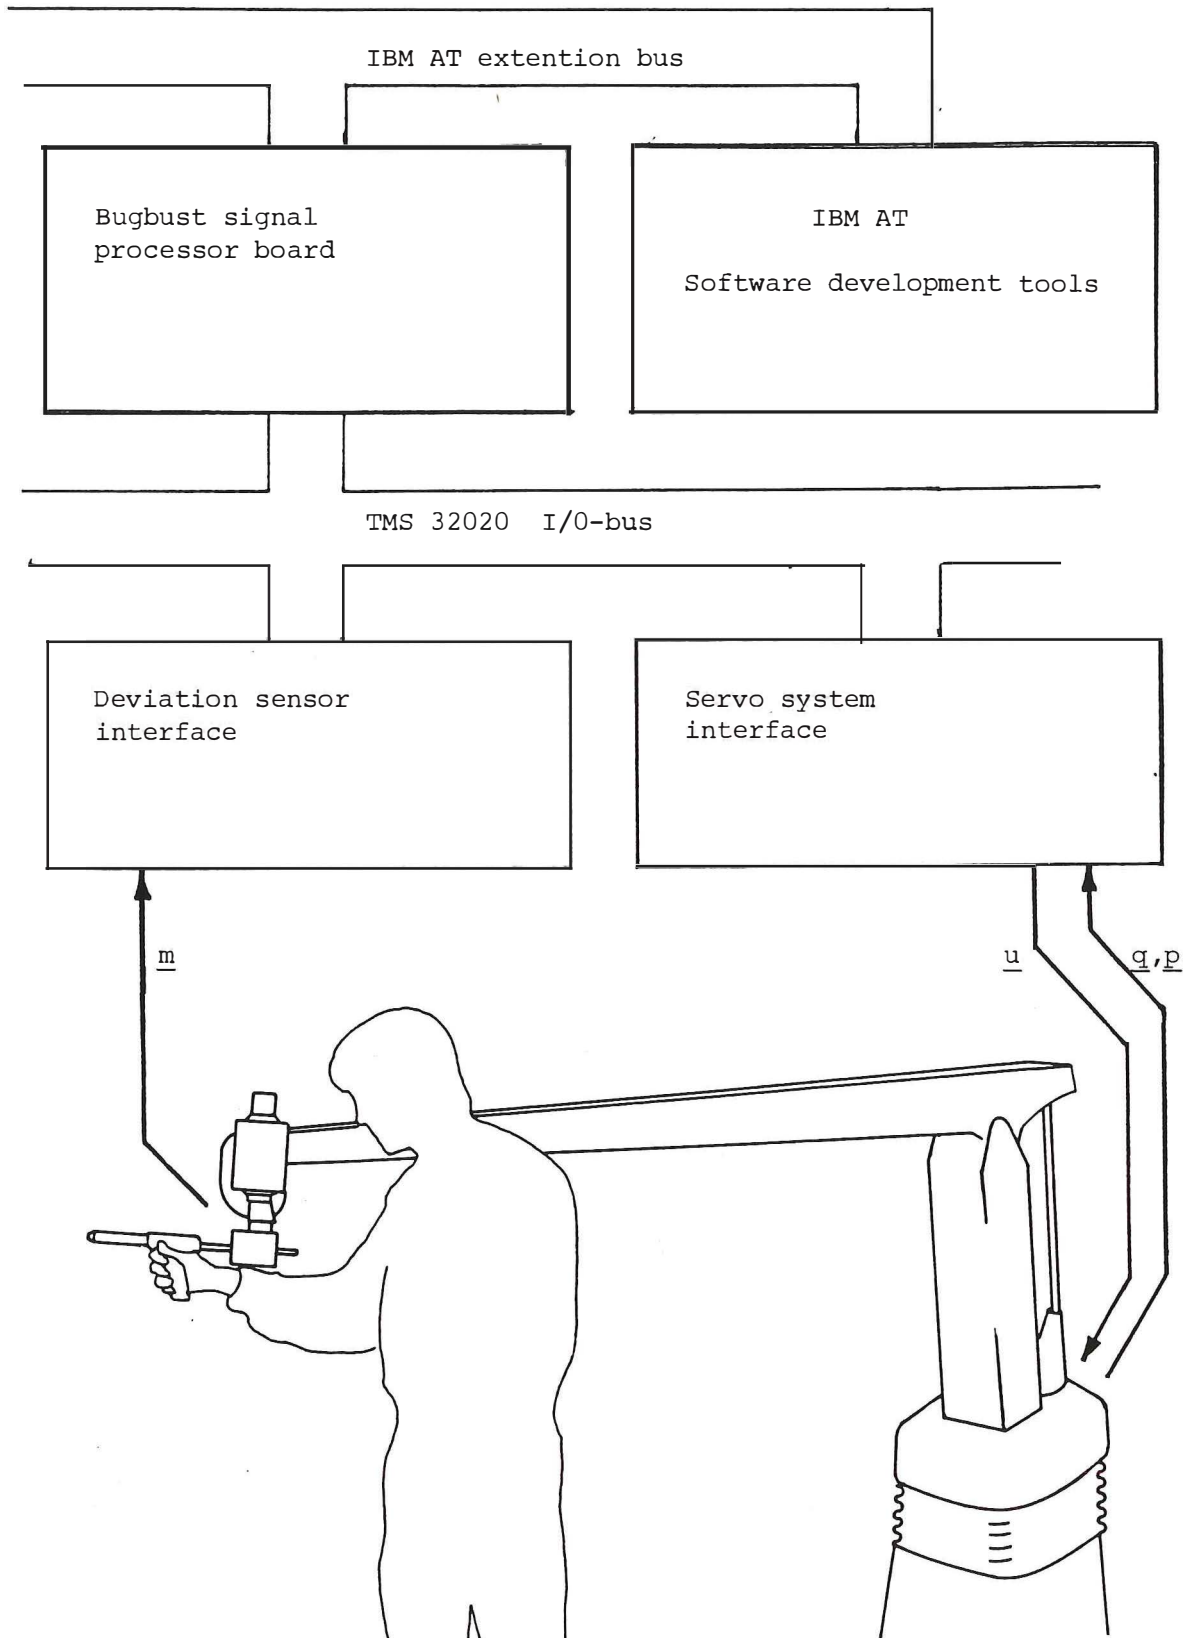 IBM AT extention bus
Bugbust signal
processor board
IBM AT
Software development tools
TMS 32020 I/0-bus
Deviation sensor
interface
Servo system
interface
m
u
q,p